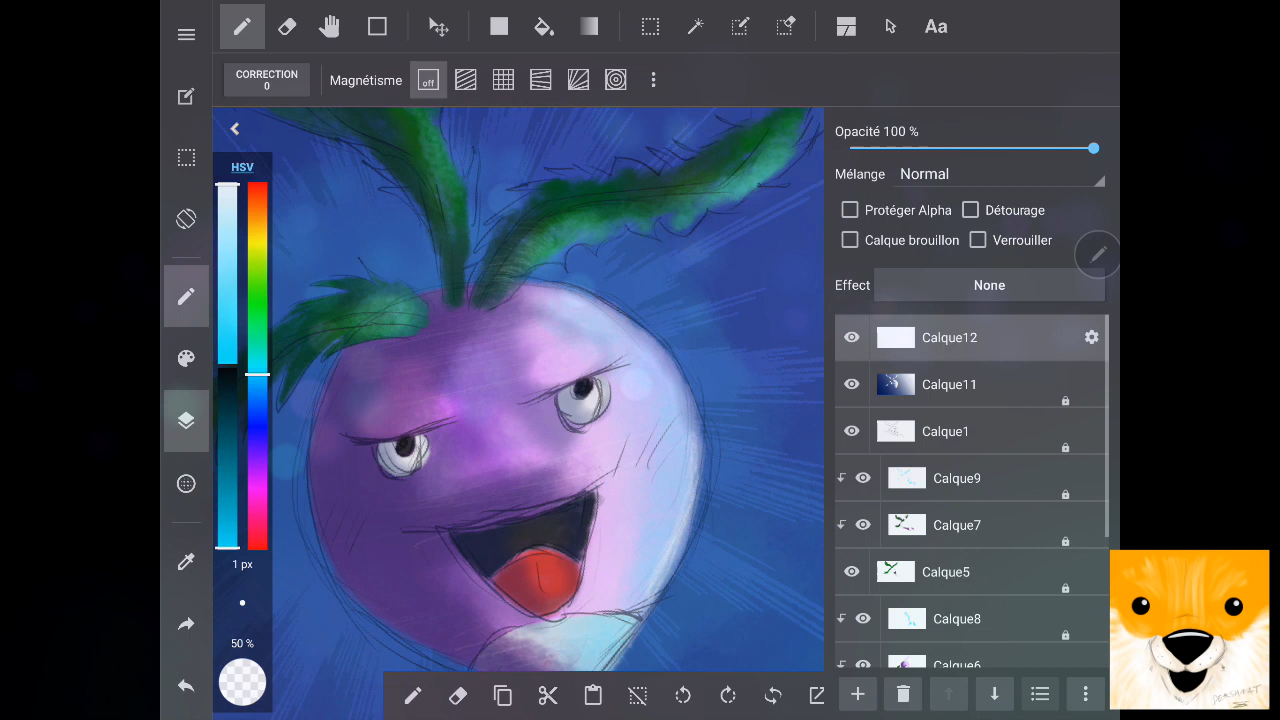 Aa
CORRECTION
0
Magnétisme
off
HSV
1 px
50 %
Opacité 100 %
Mélange Normal
Protéger Alpha Détourage
Calque brouillon Verrouiller
Effect None
Calque12
Calque11
Calque1
Calque9
Calque7
Calque5
Calque8
Calque6